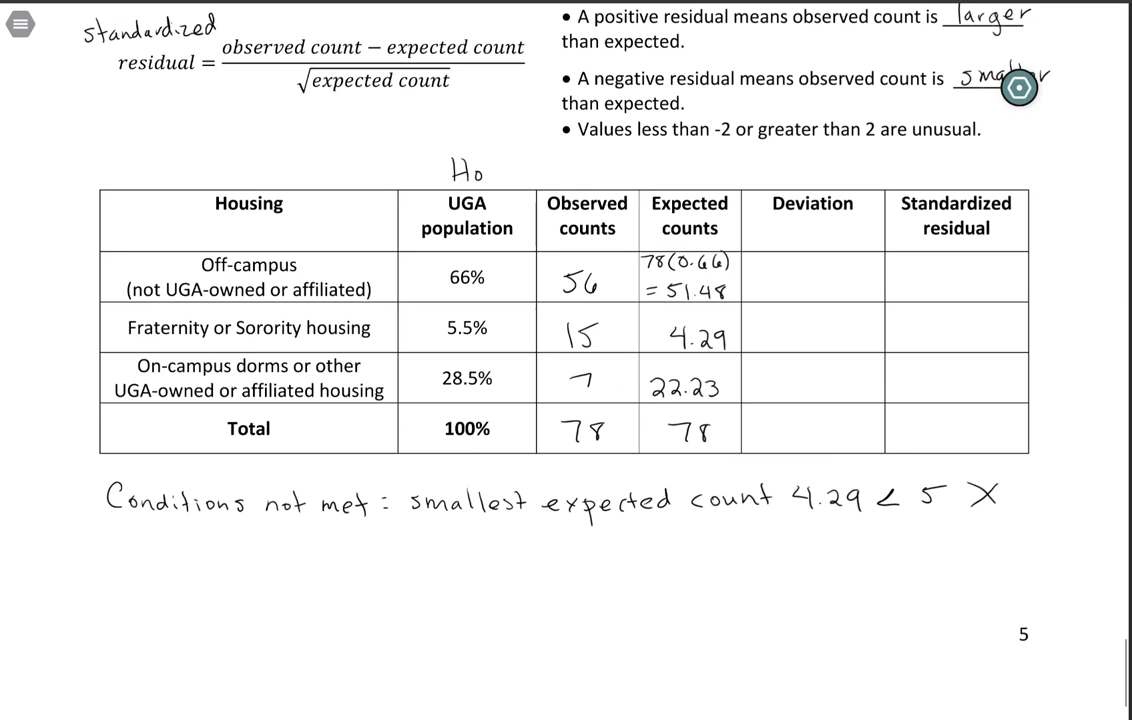 standardized
residual = observed count − expected count / √expected count
• A positive residual means observed count is larger
than expected.
• A negative residual means observed count is
than expected.
• Values less than -2 or greater than 2 are unusual.
Ho
Housing UGA population Observed counts Expected counts Deviation Standardized residual
Off-campus (not UGA-owned or affiliated) 66% 56 78(0.66) = 51.48
Fraternity or Sorority housing 5.5% 15 4.29
On-campus dorms or other UGA-owned or affiliated housing 28.5% 7 22.23
Total 100% 78 78
Conditions not met: smallest expected count 4.29 < 5 X
5